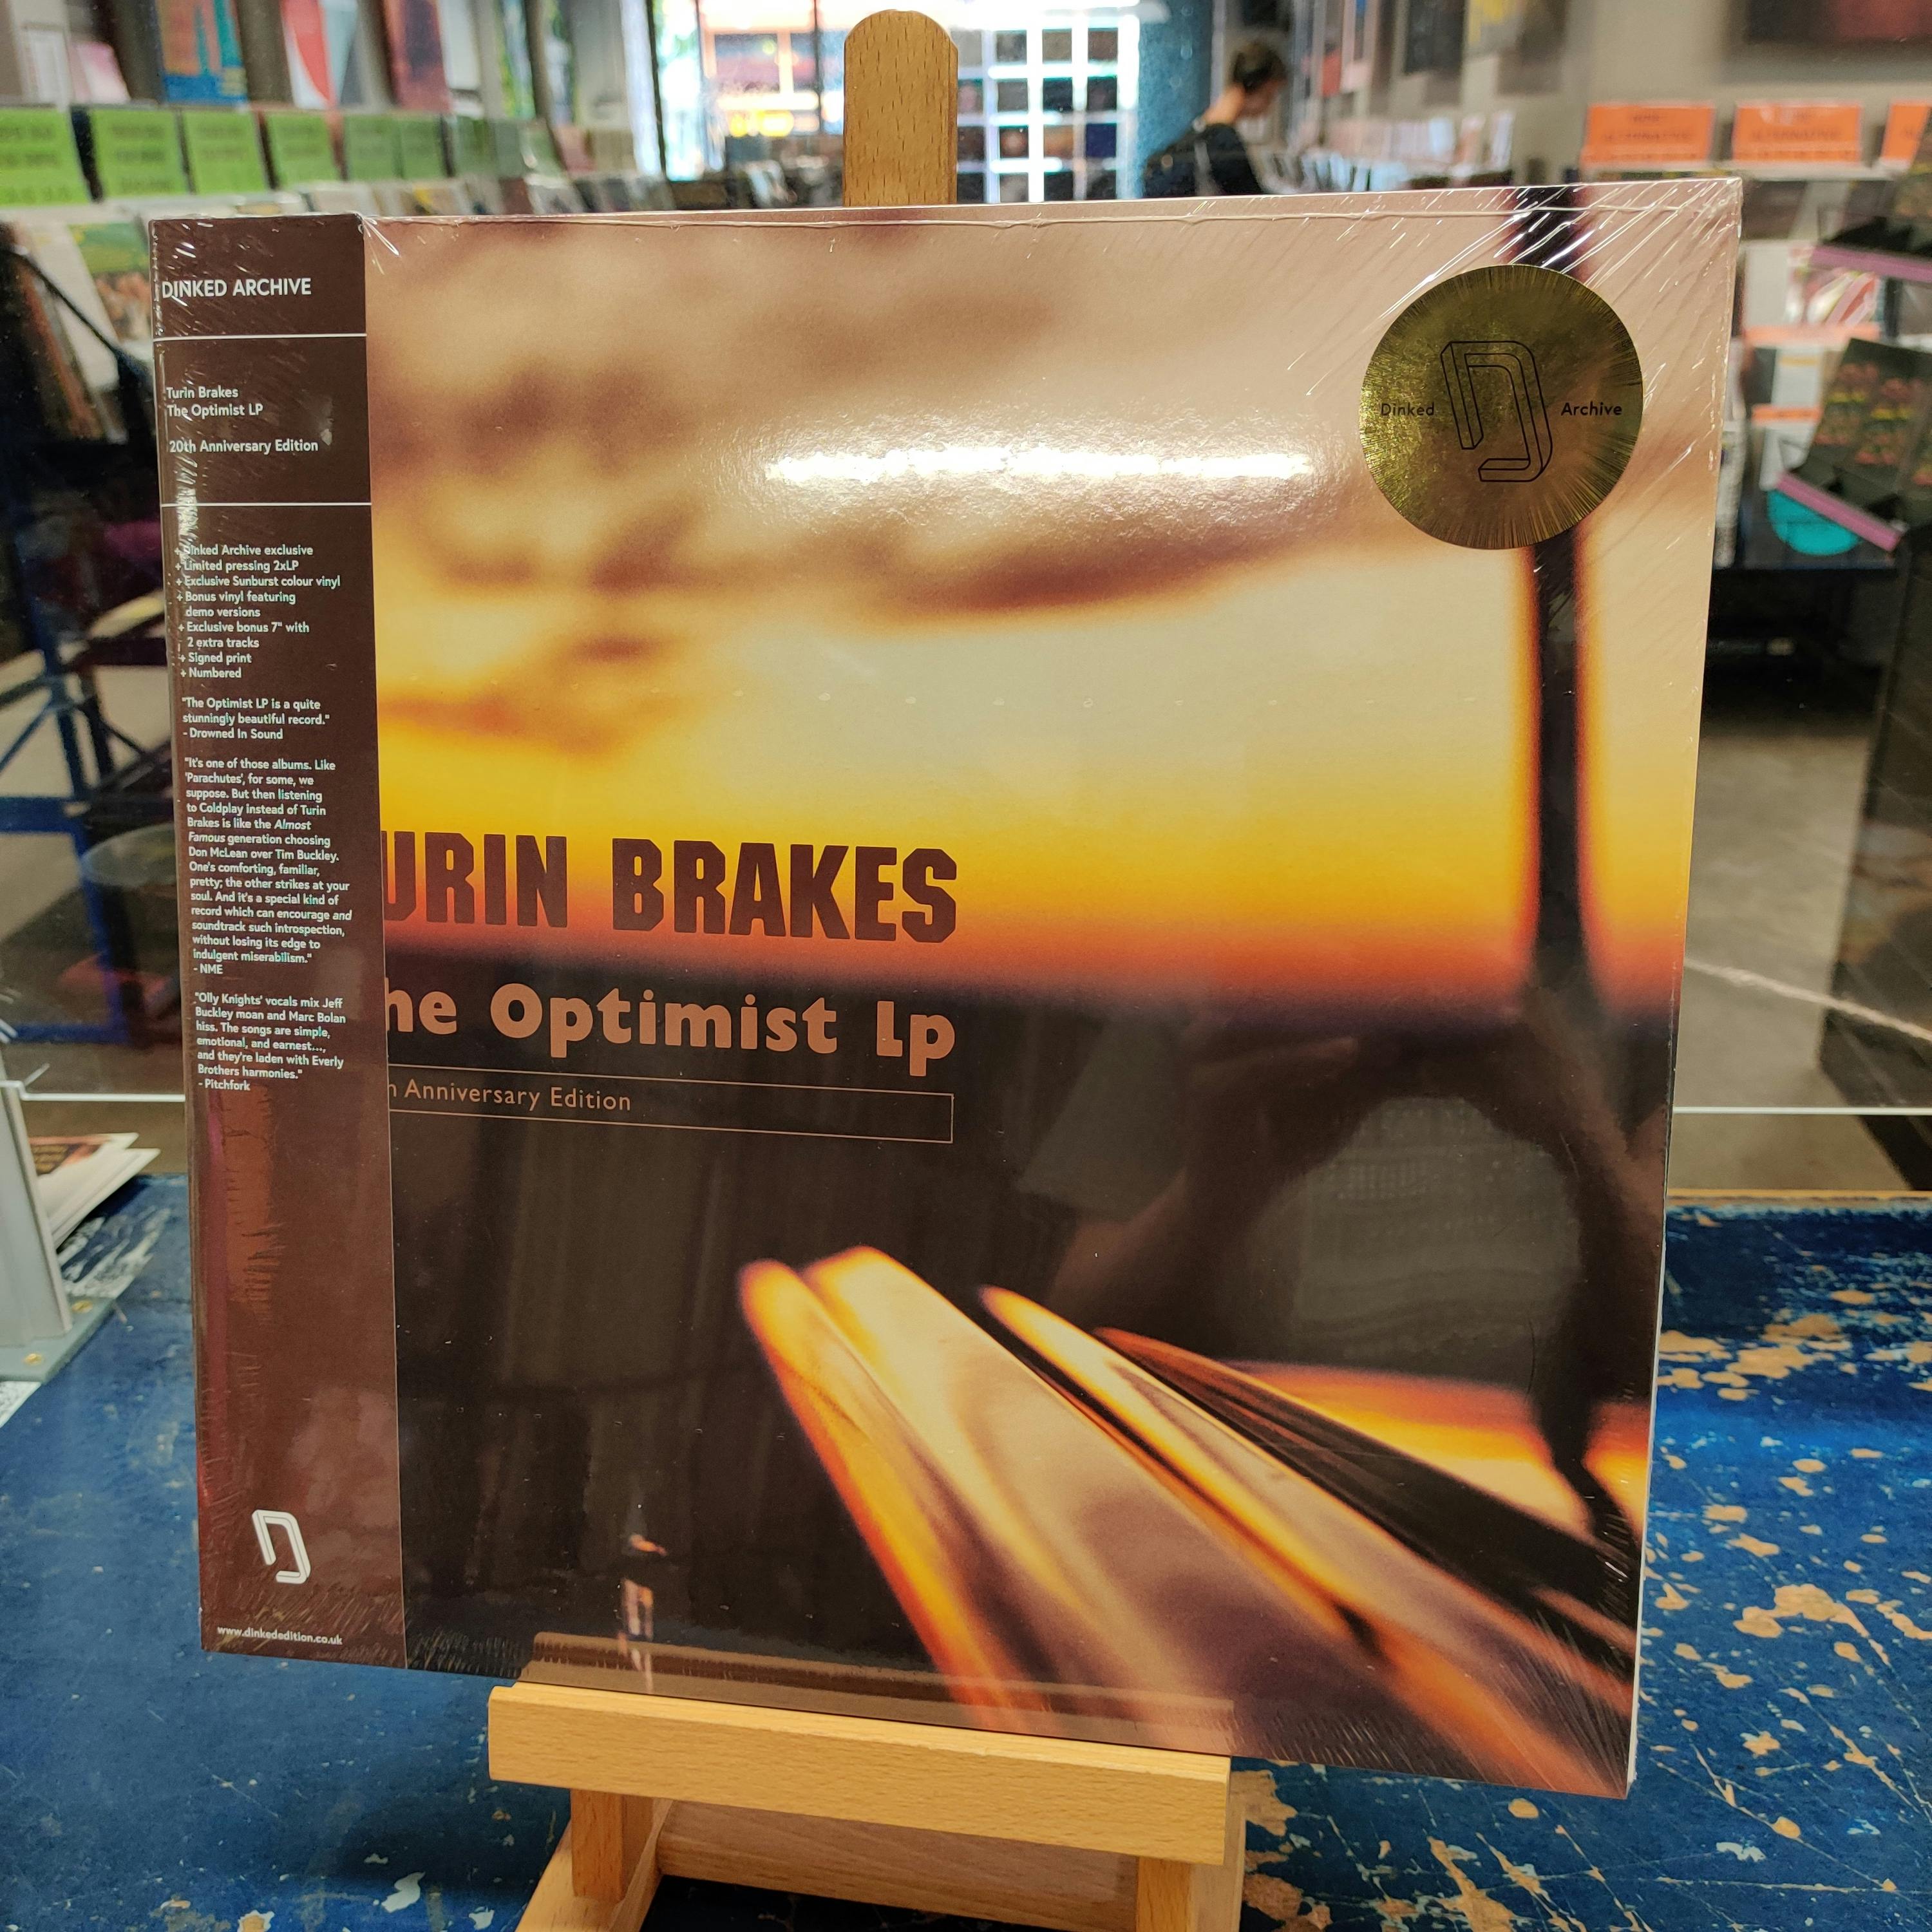 DINKED ARCHIVE
Turin Brakes
The Optimist LP
20th Anniversary Edition
+ Dinked Archive exclusive
+ Limited pressing 2xLP
+ Exclusive Sunburst colour vinyl
+ Bonus vinyl featuring
demo versions
+ Exclusive bonus 7" with
2 extra tracks
+ Signed print
+ Numbered
"The Optimist LP is a quite
stunningly beautiful record."
- Drowned In Sound
"It's one of those albums. Like
'Parachutes', for some, we
suppose. But then listening
to Coldplay instead of Turin
Brakes is like the Almost
Famous generation choosing
Don McLean over Tim Buckley.
One's comforting, familiar,
pretty; the other strikes at your
soul. And it's a special kind of
record which can encourage and
soundtrack such introspection,
without losing its edge to
indulgent miserabilism."
- NME
"Olly Knights' vocals mix Jeff
Buckley moan and Marc Bolan
hiss. The songs are simple,
emotional, and earnest...,
and they're laden with Everly
Brothers harmonies."
- Pitchfork
www.dinkededition.co.uk
Dinked Archive
URIN BRAKES
he Optimist Lp
h Anniversary Edition